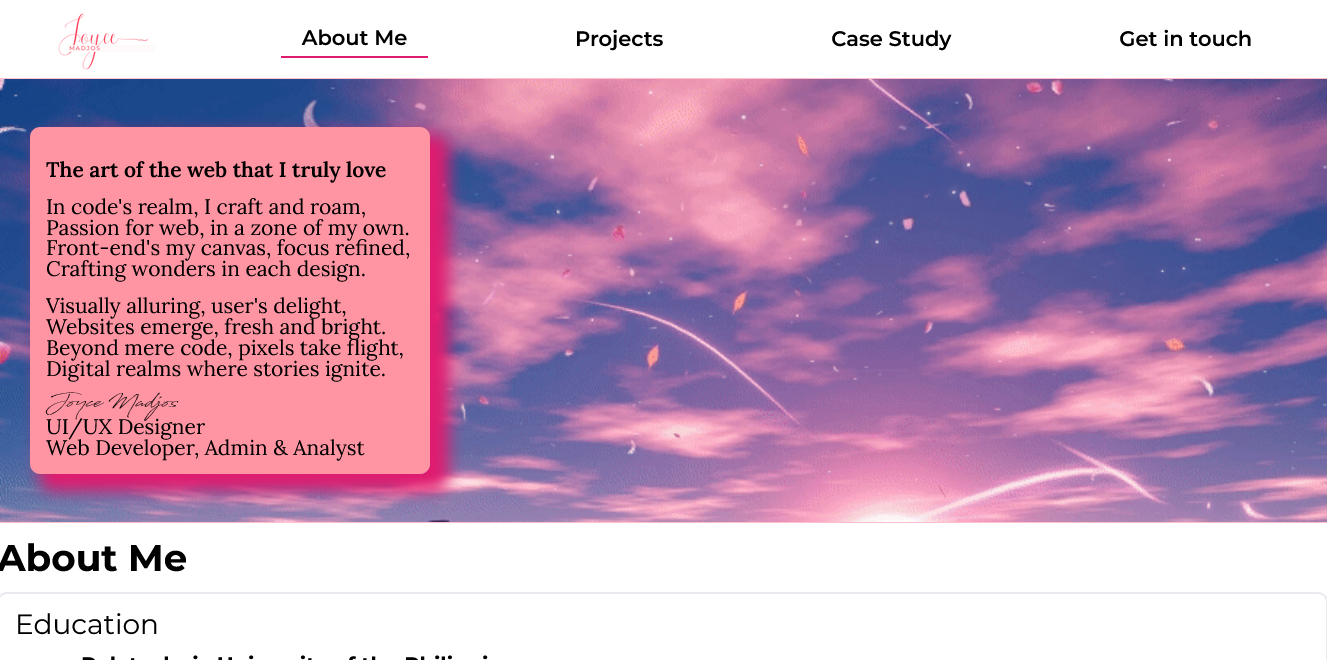 Joyce
MADJOS
About Me
Projects
Case Study
Get in touch
The art of the web that I truly love
In code's realm, I craft and roam,
Passion for web, in a zone of my own.
Front-end's my canvas, focus refined,
Crafting wonders in each design.
Visually alluring, user's delight,
Websites emerge, fresh and bright.
Beyond mere code, pixels take flight,
Digital realms where stories ignite.
Joyce Madjos
UI/UX Designer
Web Developer, Admin & Analyst
About Me
Education